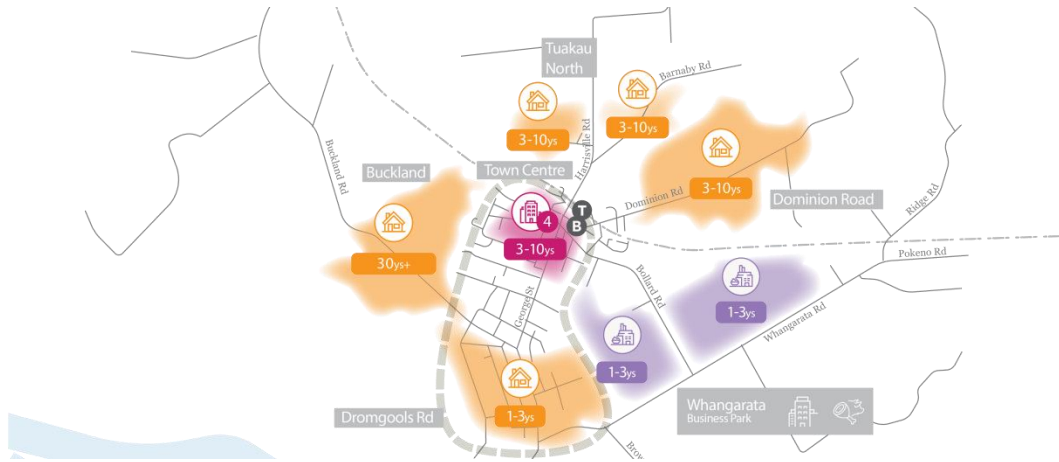 Tuakau
North
Barnaby Rd
3-10ys
3-10ys
Harrisville Rd
Buckland Rd
Buckland
Town Centre
3-10ys
Dominion Rd
Dominion Road
Ridge Rd
T
B
4
3-10ys
30ys+
Pokeno Rd
Bollard Rd
George St
1-3ys
Whangarata Rd
1-3ys
1-3ys
Dromgools Rd
Whangarata
Business Park